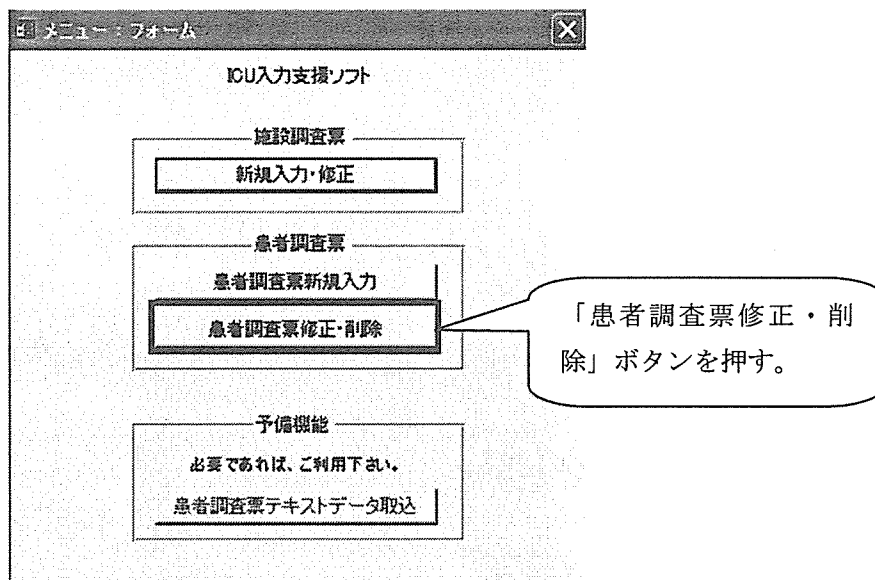 メニュー：フォーム
ICU入力支援ソフト
施設調査票
新規入力・修正
患者調査票
患者調査票新規入力
患者調査票修正・削除
「患者調査票修正・削
除」ボタンを押す。
予備機能
必要であれば、ご利用下さい。
患者調査票テキストデータ取込